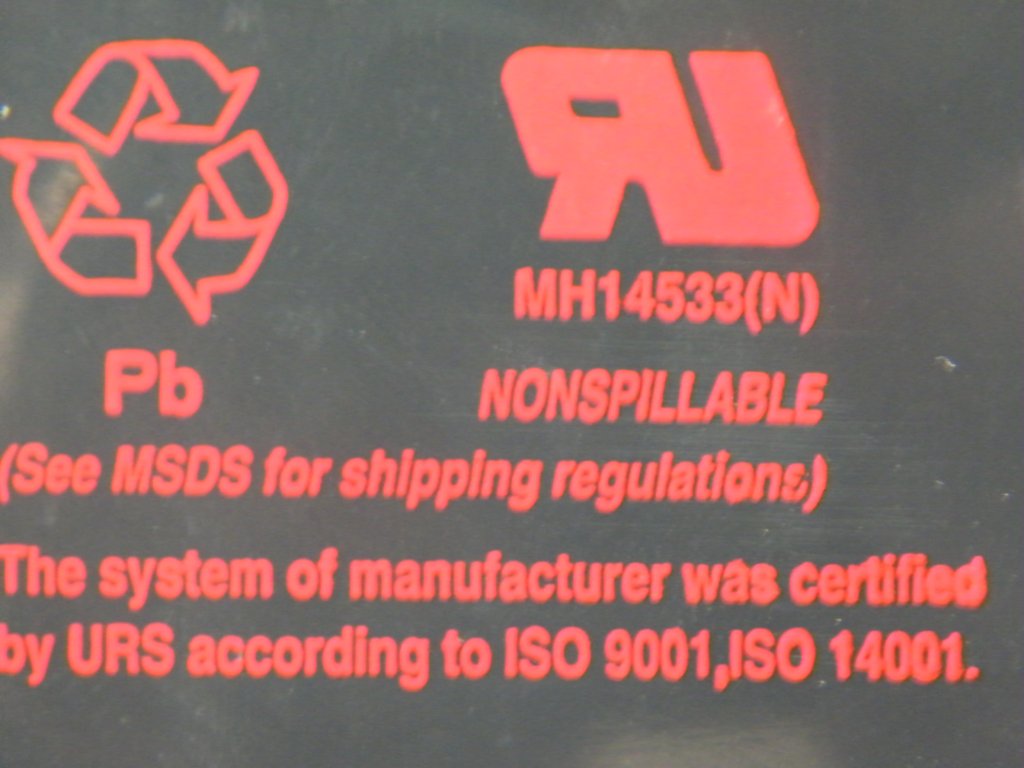 RU
MH14533(N)
Pb
NONSPILLABLE
(See MSDS for shipping regulations)
The system of manufacturer was certified
by URS according to ISO 9001,ISO 14001.